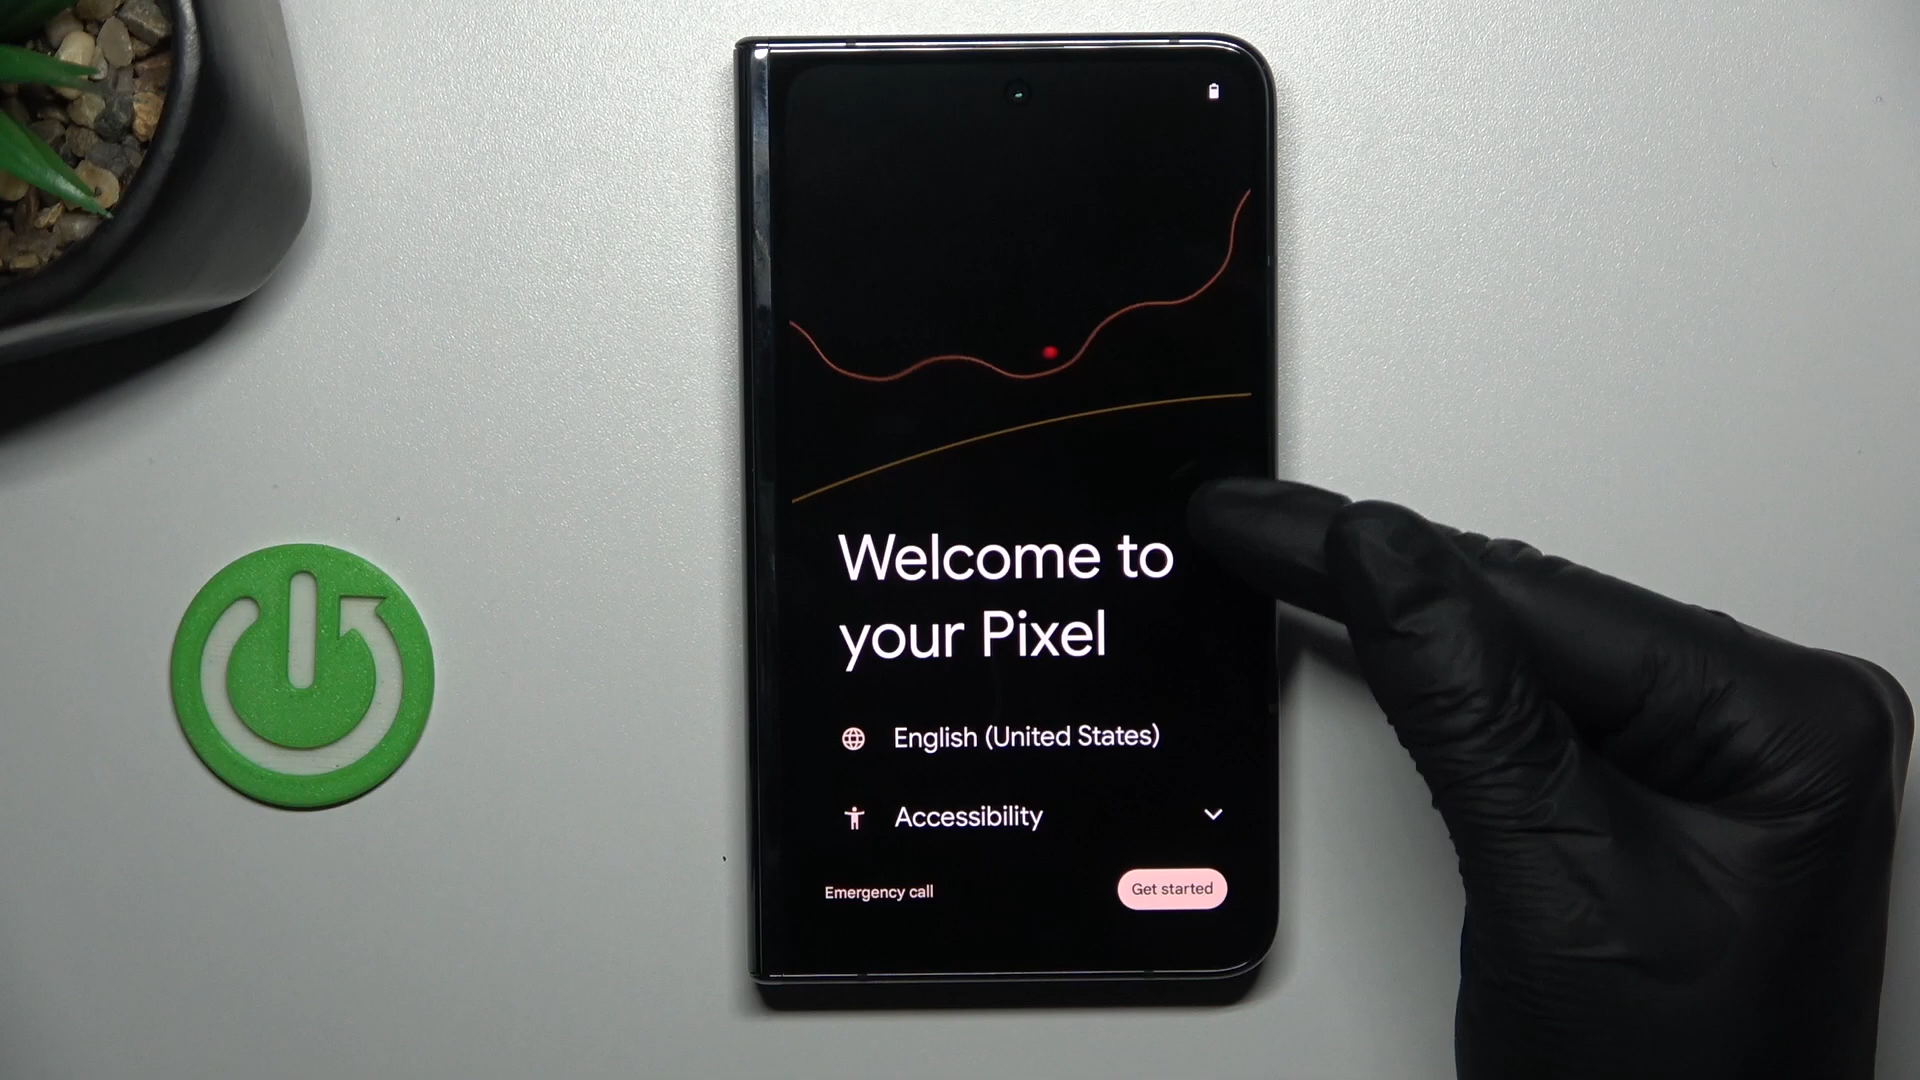 Welcome to
your Pixel
English (United States)
Accessibility
Emergency call
Get started